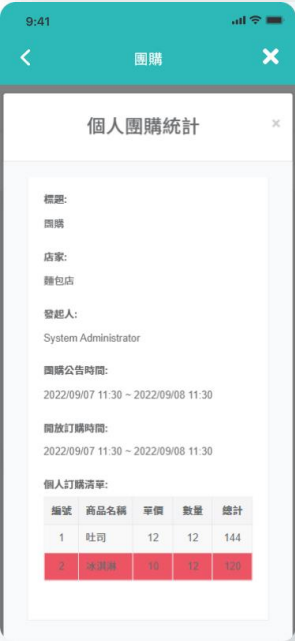 9:41
團購
個人團購統計
×
標題:
團購
店家:
麵包店
發起人:
System Administrator
團購公告時間:
2022/09/07 11:30 ~ 2022/09/08 11:30
開放訂購時間:
2022/09/07 11:30 ~ 2022/09/08 11:30
個人訂購清單:
編號 商品名稱 單價 數量 總計
1 吐司 12 12 144
2 冰淇淋 10 12 120